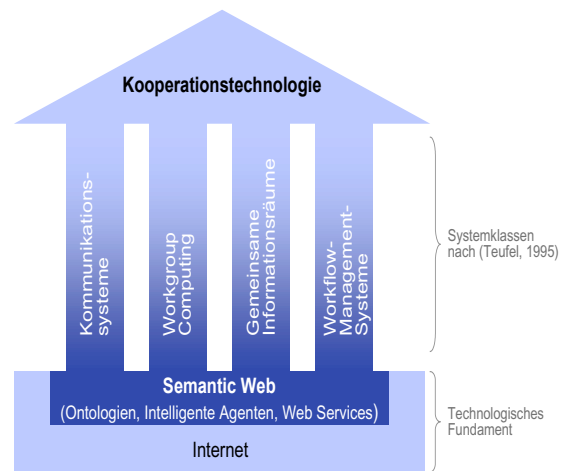 Kooperationstechnologie
Kommunikations-
systeme
Workgroup
Computing
Gemeinsame
Informationsräume
Workflow-
Management-
Systeme
Systemklassen
nach (Teufel, 1995)
Semantic Web
(Ontologien, Intelligente Agenten, Web Services)
Internet
Technologisches
Fundament